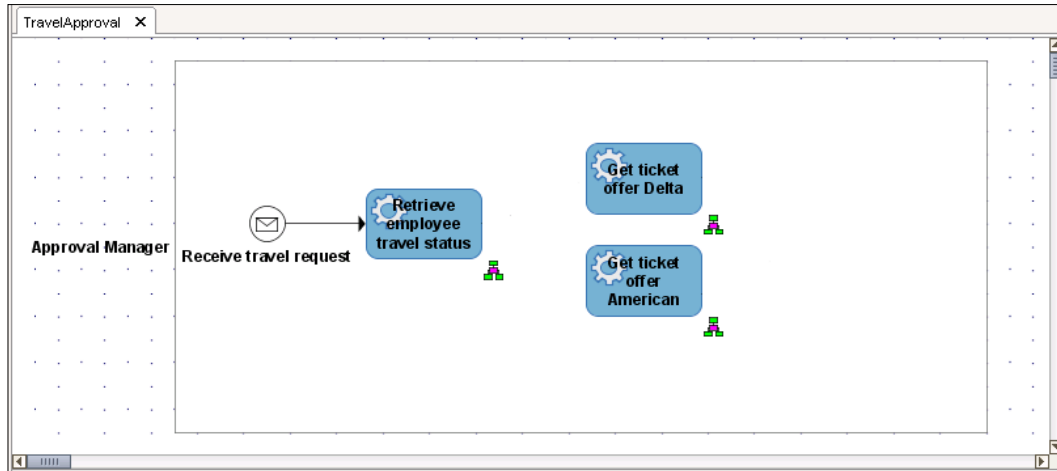 TravelApproval
Get ticket
offer Delta
Retrieve
employee
travel status
Approval Manager
Receive travel request
Get ticket
offer
American